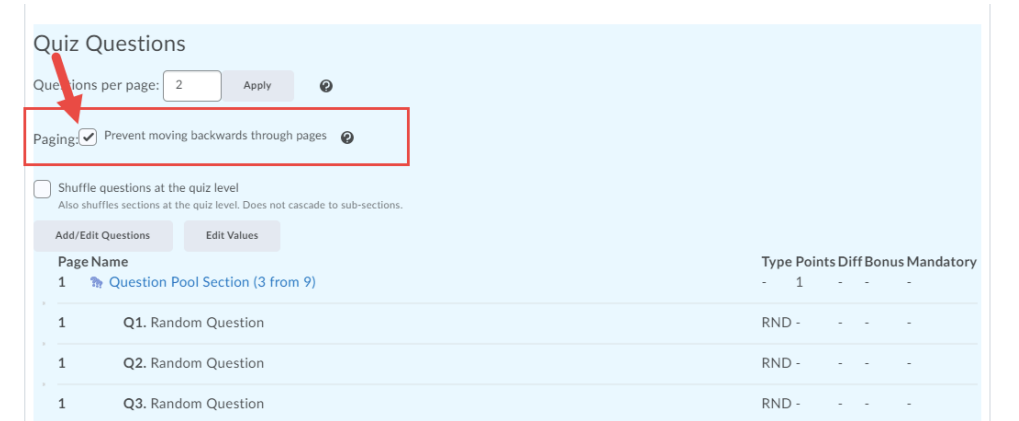 Quiz Questions
Questions per page: 2 Apply
Paging: Prevent moving backwards through pages
Shuffle questions at the quiz level
Also shuffles sections at the quiz level. Does not cascade to sub-sections.
Add/Edit Questions Edit Values
Page Name Type Points Diff Bonus Mandatory
1 Question Pool Section (3 from 9) - 1 - - -
1 Q1. Random Question RND - - - -
1 Q2. Random Question RND - - - -
1 Q3. Random Question RND - - - -